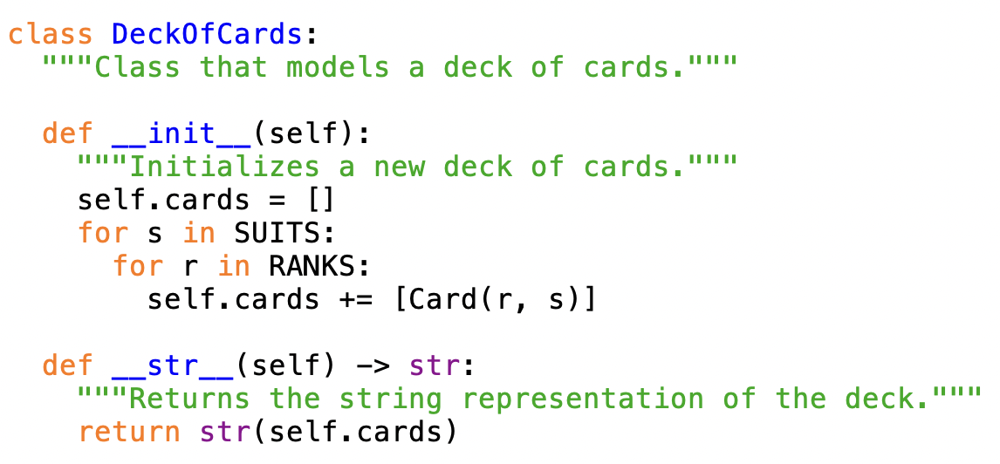 class DeckOfCards:
  """Class that models a deck of cards."""

  def __init__(self):
    """Initializes a new deck of cards."""
    self.cards = []
    for s in SUITS:
      for r in RANKS:
        self.cards += [Card(r, s)]

  def __str__(self) -> str:
    """Returns the string representation of the deck."""
    return str(self.cards)